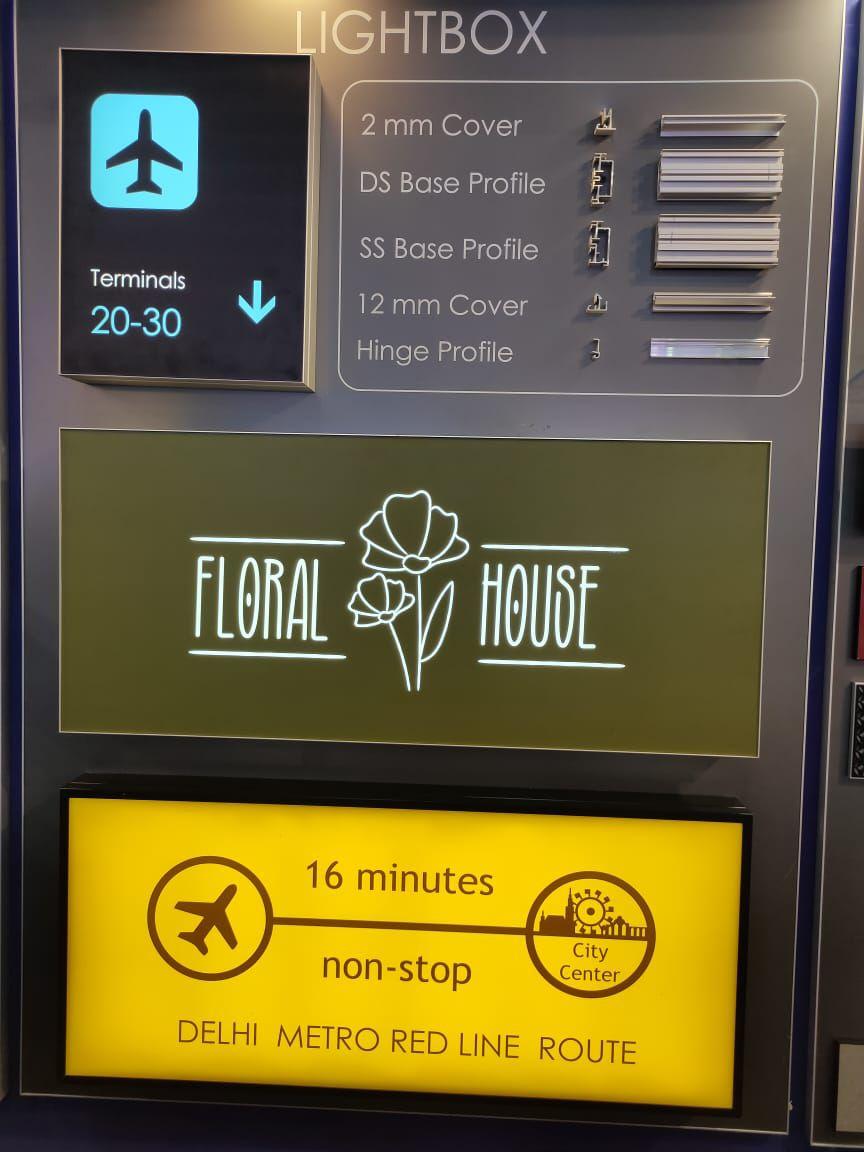 LIGHTBOX
Terminals
20-30
2 mm Cover
DS Base Profile
SS Base Profile
12 mm Cover
Hinge Profile
FLORAL HOUSE
16 minutes
non-stop
City
Center
DELHI METRO RED LINE ROUTE